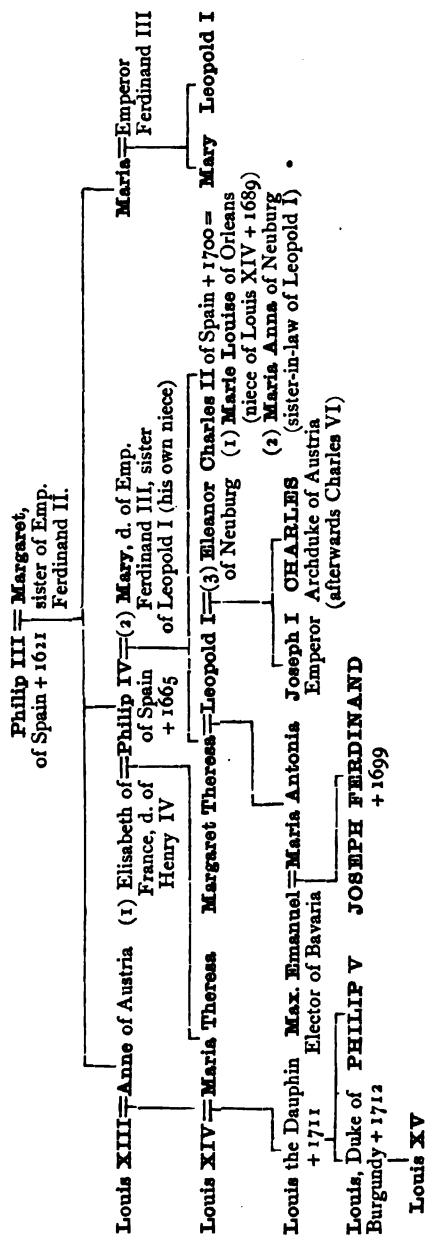 Philip III═Margaret,
of Spain + 1621 sister of Emp.
Ferdinand II.
Louis XIII═Anne of Austria (1) Elisabeth of═Philip IV═(2) Mary, d. of Emp. Maria═Emperor
France, d. of of Spain Ferdinand III, sister Ferdinand III
Henry IV + 1665 of Leopold I (his own niece)
Louis XIV═Maria Theresa Margaret Theresa═Leopold I═(3) Eleanor Charles II of Spain + 1700 = Mary Leopold I
of Neuburg (1) Marie Louise of Orleans
(niece of Louis XIV + 1689)
(2) Maria Anna of Neuburg
(sister-in-law of Leopold I)
Louis the Dauphin Max. Emanuel═Maria Antonia Joseph I CHARLES
+ 1711 Elector of Bavaria Emperor Archduke of Austria
(afterwards Charles VI)
Louis, Duke of PHILIP V JOSEPH FERDINAND
Burgundy + 1712 + 1699
Louis XV